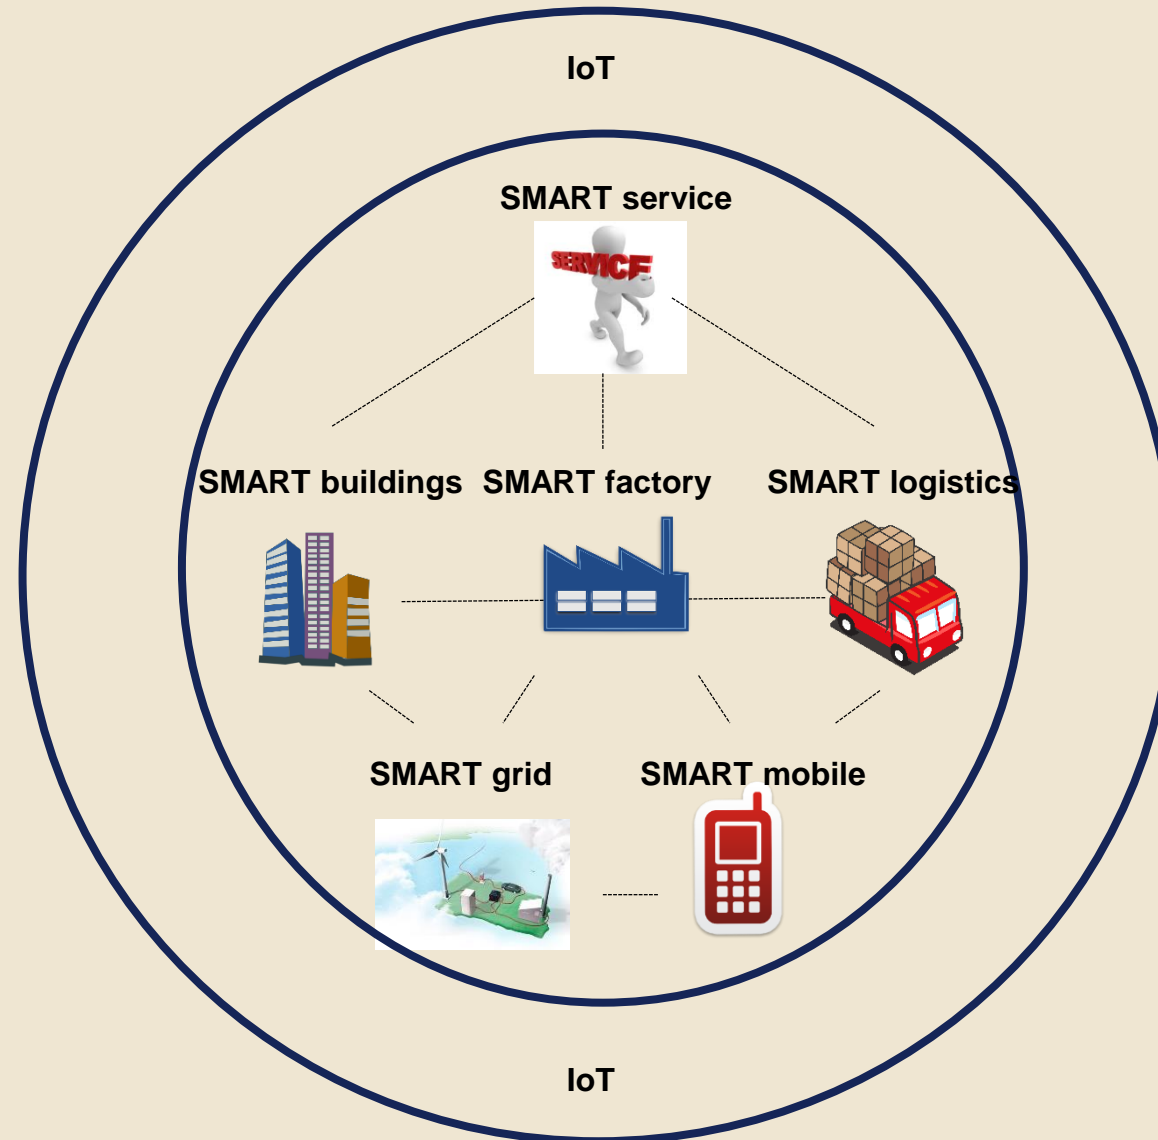 IoT
SMART service
SERVICE
SMART buildings SMART factory SMART logistics
SMART grid SMART mobile
IoT